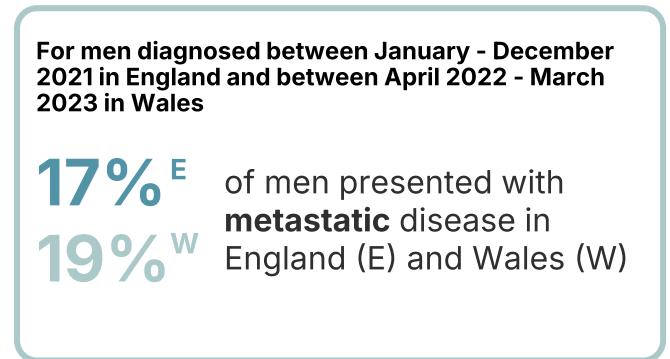 For men diagnosed between January - December
2021 in England and between April 2022 - March
2023 in Wales
17% E
19% W
of men presented with
metastatic disease in
England (E) and Wales (W)